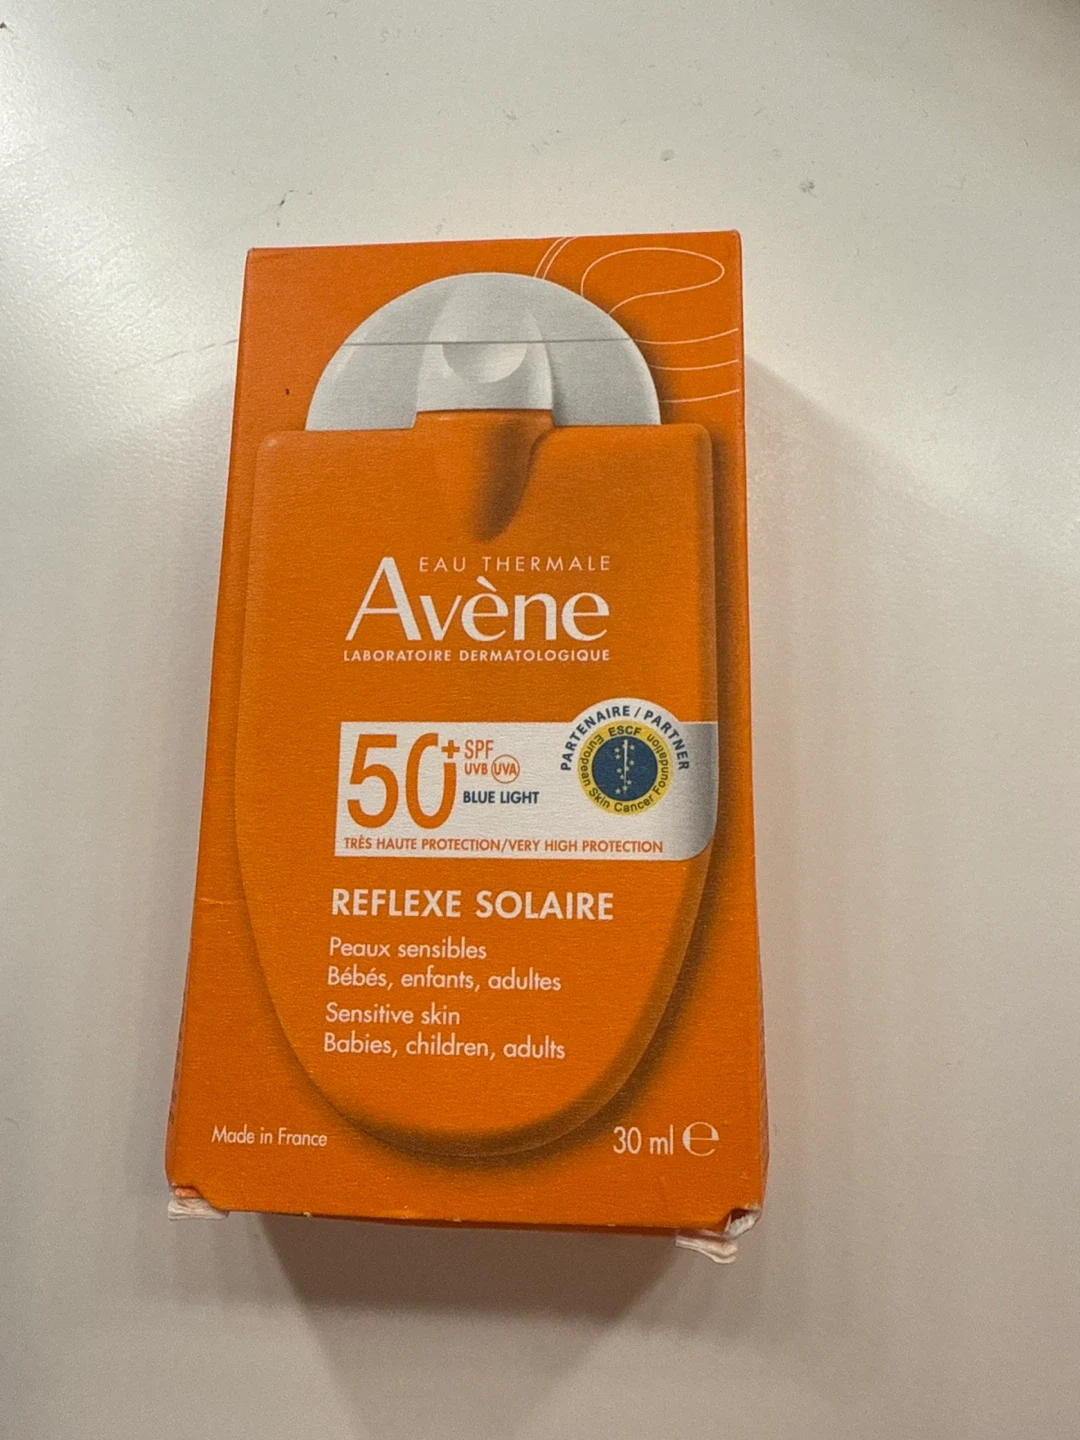 EAU THERMALE
Avène
LABORATOIRE DERMATOLOGIQUE
50+ SPF
UVB UVA
BLUE LIGHT
TRÈS HAUTE PROTECTION/VERY HIGH PROTECTION
PARTENAIRE / PARTNER
ESCF
European Skin Cancer Foundation
REFLEXE SOLAIRE
Peaux sensibles
Bébés, enfants, adultes
Sensitive skin
Babies, children, adults
Made in France
30 ml ℮